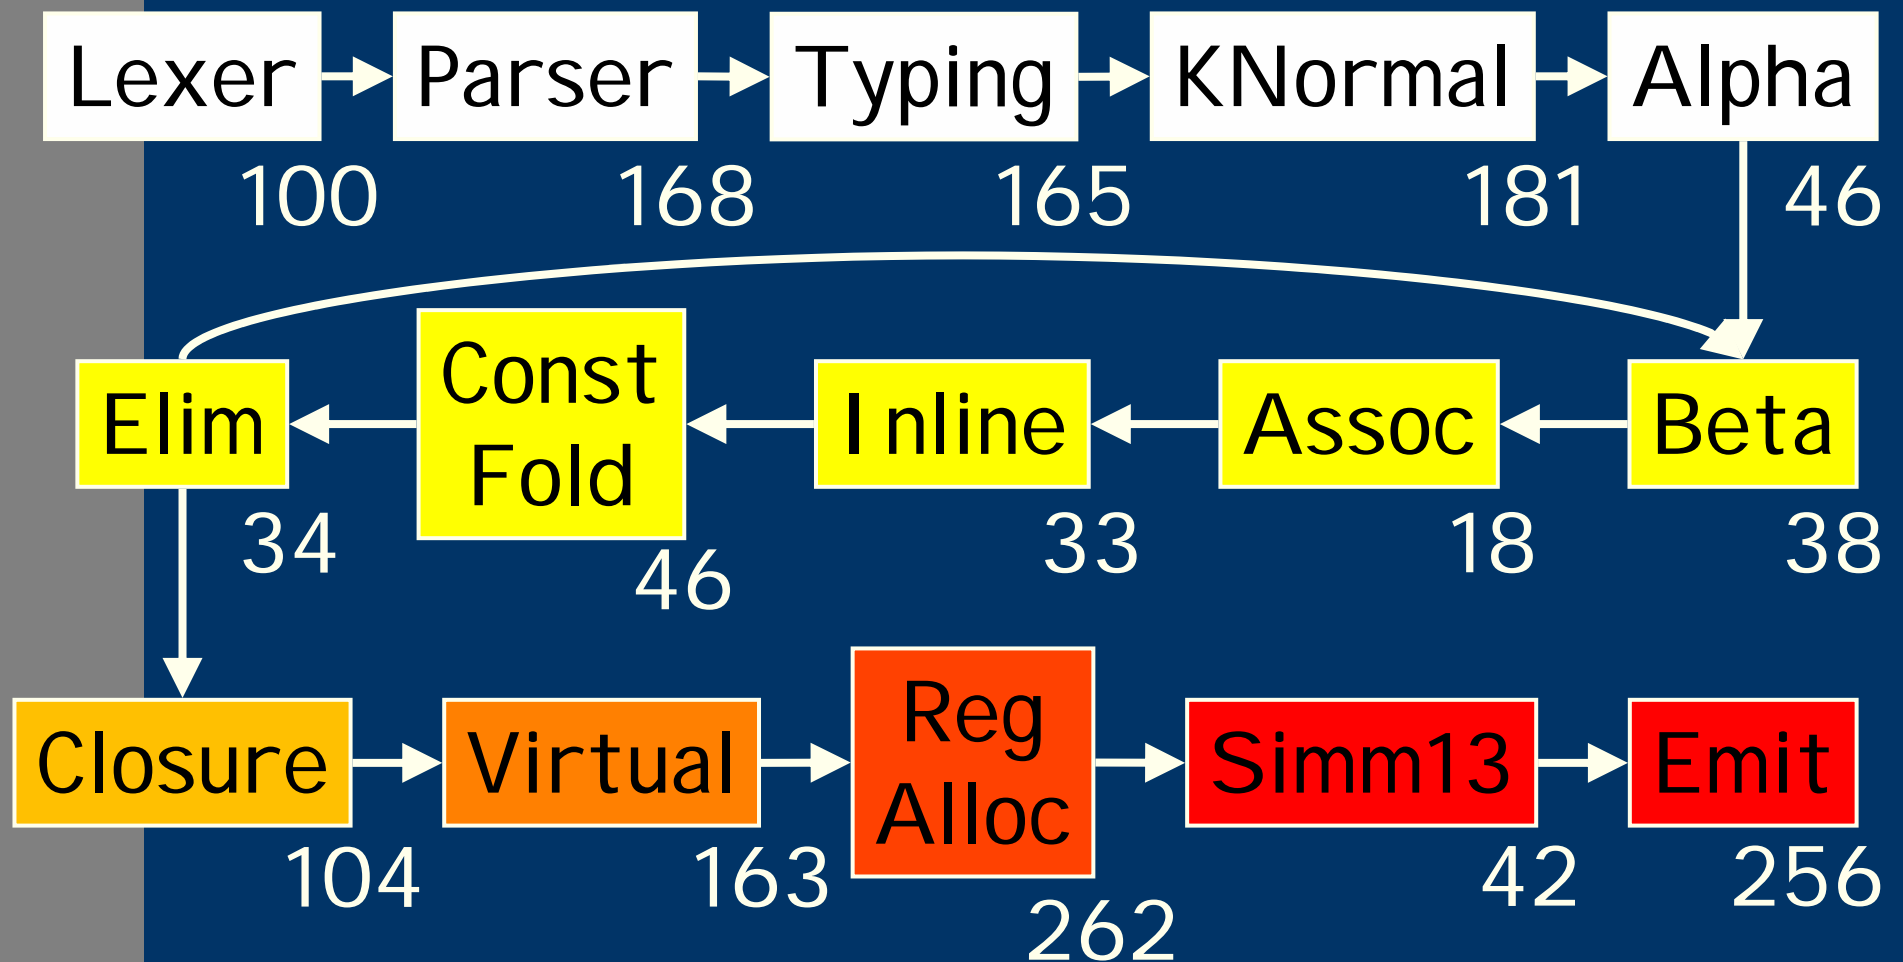 Lexer Parser Typing KNormal Alpha
100 168 165 181 46
Const
Elim Inline Assoc Beta
Fold
34 33 18 38
46
Reg
Closure Virtual Simm13 Emit
Alloc
104 163 42 256
262